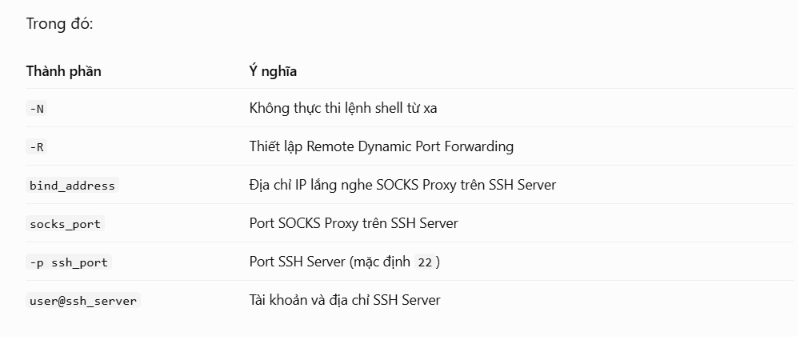 Trong đó:
Thành phần Ý nghĩa
-N Không thực thi lệnh shell từ xa
-R Thiết lập Remote Dynamic Port Forwarding
bind_address Địa chỉ IP lắng nghe SOCKS Proxy trên SSH Server
socks_port Port SOCKS Proxy trên SSH Server
-p ssh_port Port SSH Server (mặc định 22)
user@ssh_server Tài khoản và địa chỉ SSH Server